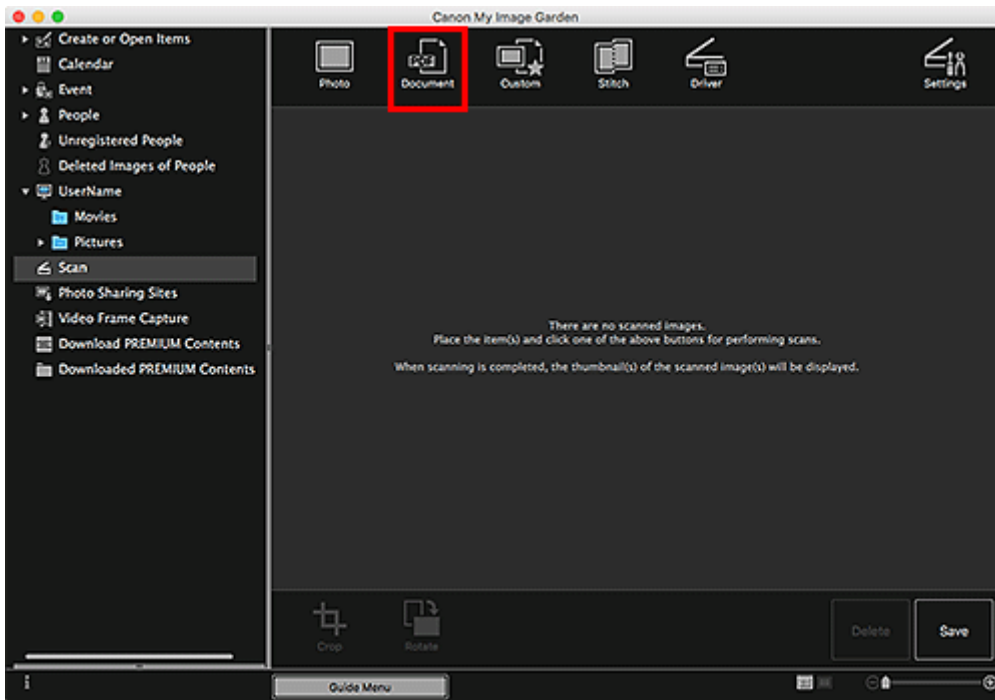 Canon My Image Garden
Create or Open Items
Calendar
Event
People
Unregistered People
Deleted Images of People
UserName
Movies
Pictures
Scan
Photo Sharing Sites
Video Frame Capture
Download PREMIUM Contents
Downloaded PREMIUM Contents
Photo
PDF
Document
Custom
Stitch
Driver
Settings
There are no scanned images.
Place the item(s) and click one of the above buttons for performing scans.
When scanning is completed, the thumbnail(s) of the scanned image(s) will be displayed.
Crop
Rotate
Delete
Save
Guide Menu